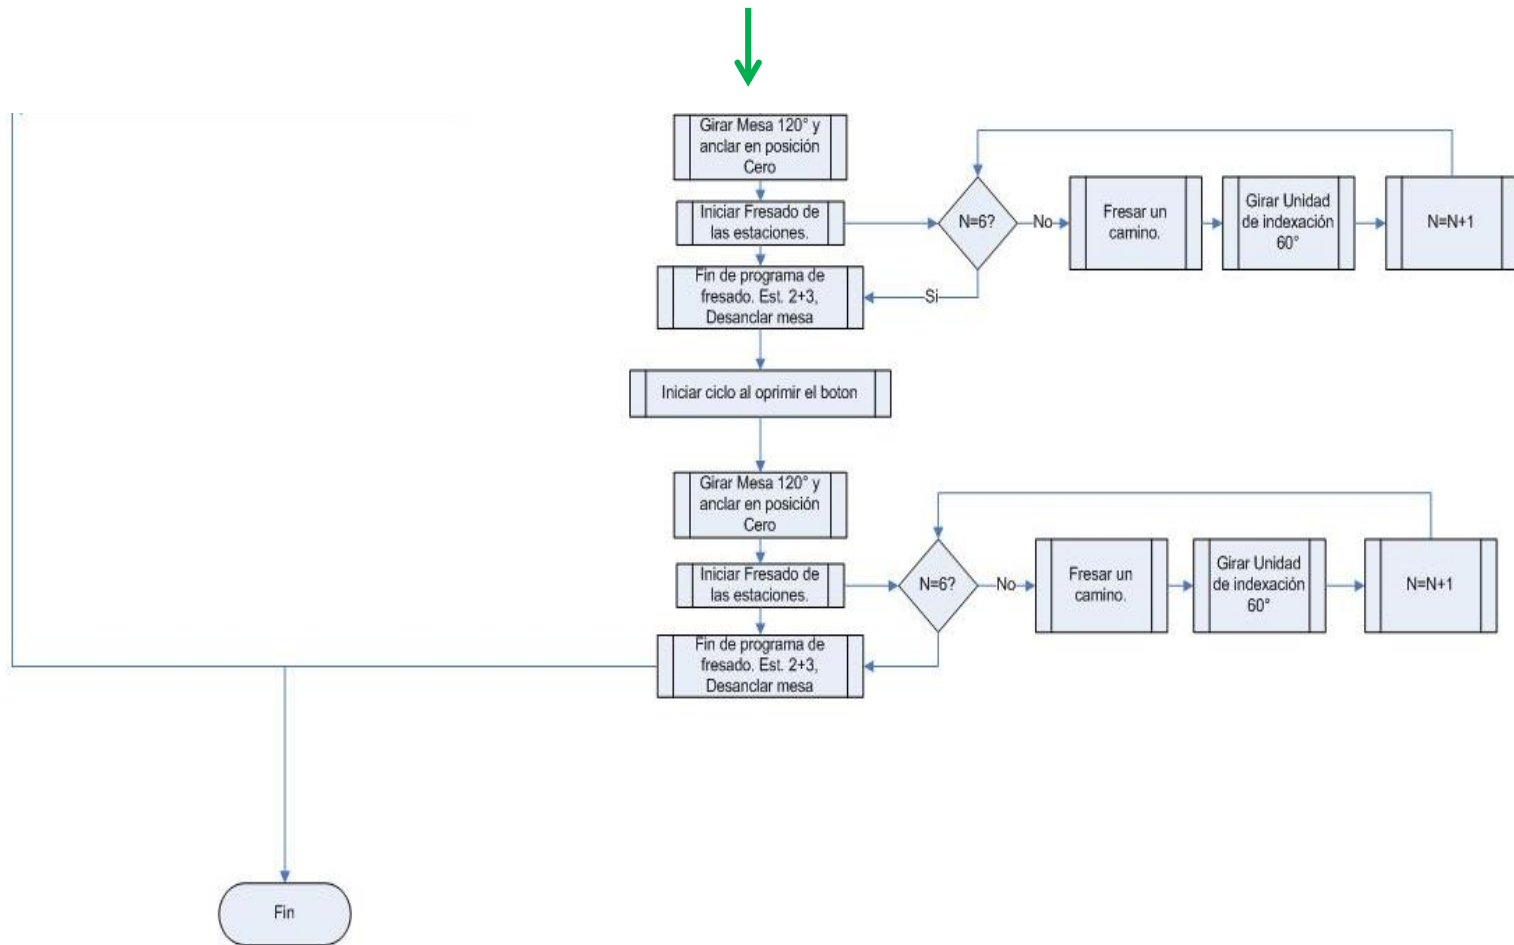 Girar Mesa 120° y
anclar en posición
Cero
Iniciar Fresado de
las estaciones.
N=6?
No
Fresar un
camino.
Girar Unidad
de indexación
60°
N=N+1
Fin de programa de
fresado. Est. 2+3,
Desanclar mesa
Si
Iniciar ciclo al oprimir el boton
Girar Mesa 120° y
anclar en posición
Cero
Iniciar Fresado de
las estaciones.
N=6?
No
Fresar un
camino.
Girar Unidad
de indexación
60°
N=N+1
Fin de programa de
fresado. Est. 2+3,
Desanclar mesa
Fin